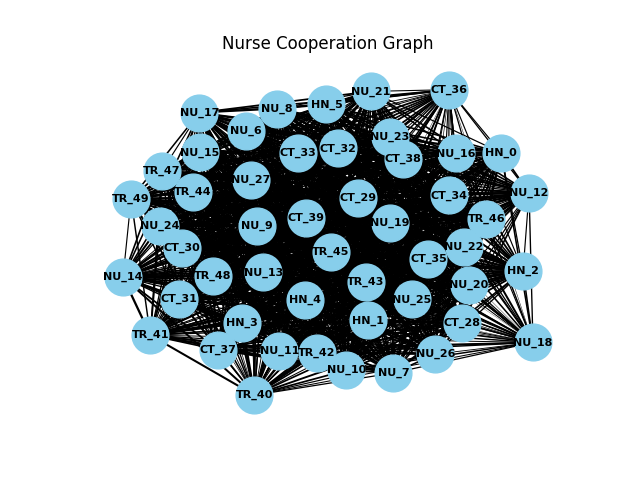 Nurse Cooperation Graph
CT_36
NU_21
HN_5
NU_8
NU_17
NU_6
NU_23
CT_32
CT_33
NU_15
CT_38
NU_16
HN_0
TR_47
NU_27
TR_44
TR_49
CT_29
CT_34
NU_12
CT_39
NU_19
TR_46
NU_24
NU_9
CT_30
TR_45
CT_35
NU_22
NU_14
TR_48
NU_13
HN_2
TR_43
NU_20
CT_31
HN_4
NU_25
HN_3
HN_1
CT_28
TR_41
NU_18
CT_37
NU_11
TR_42
NU_26
NU_10
NU_7
TR_40